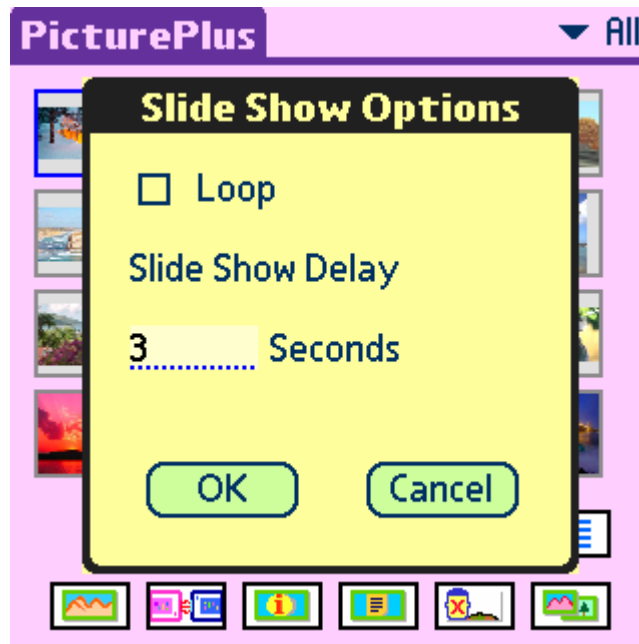 PicturePlus
All
Slide Show Options
Loop
Slide Show Delay
3 Seconds
OK
Cancel